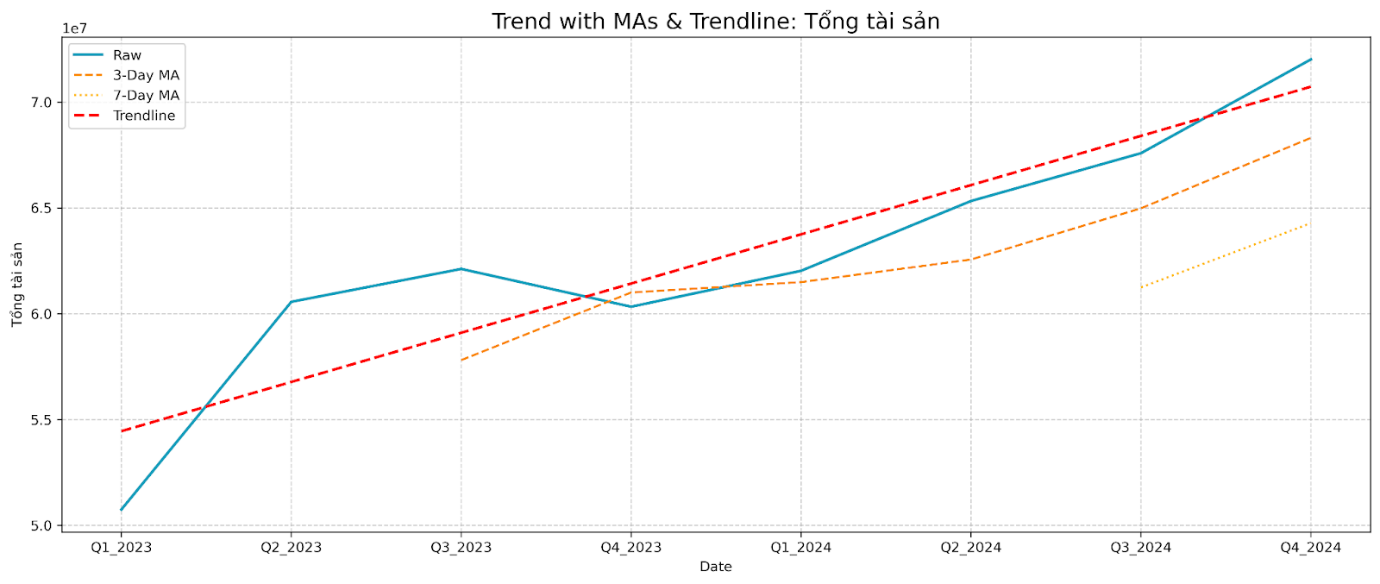 Trend with MAs & Trendline: Tổng tài sản
1e7
Raw
3-Day MA
7-Day MA
Trendline
7.0
6.5
6.0
5.5
5.0
Tổng tài sản
Q1_2023 Q2_2023 Q3_2023 Q4_2023 Q1_2024 Q2_2024 Q3_2024 Q4_2024
Date